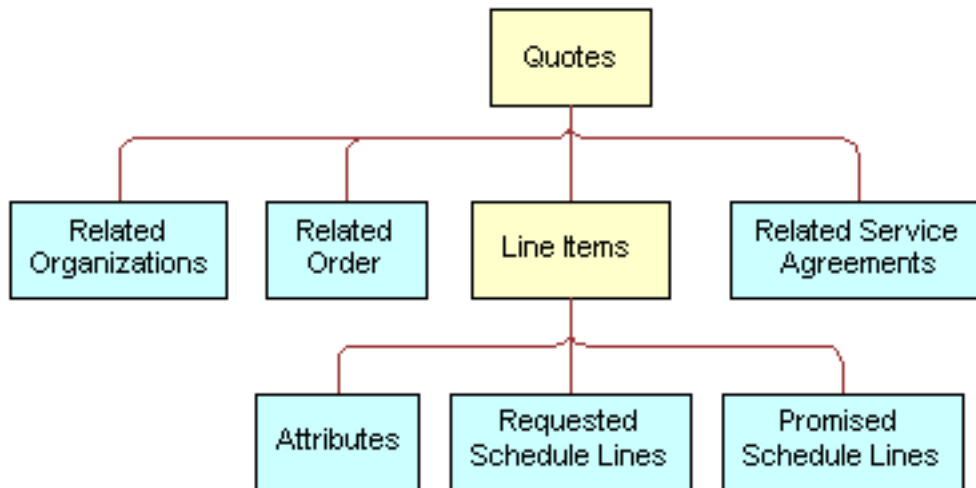 Quotes
Related
Organizations
Related
Order
Line Items
Related Service
Agreements
Attributes
Requested
Schedule Lines
Promised
Schedule Lines